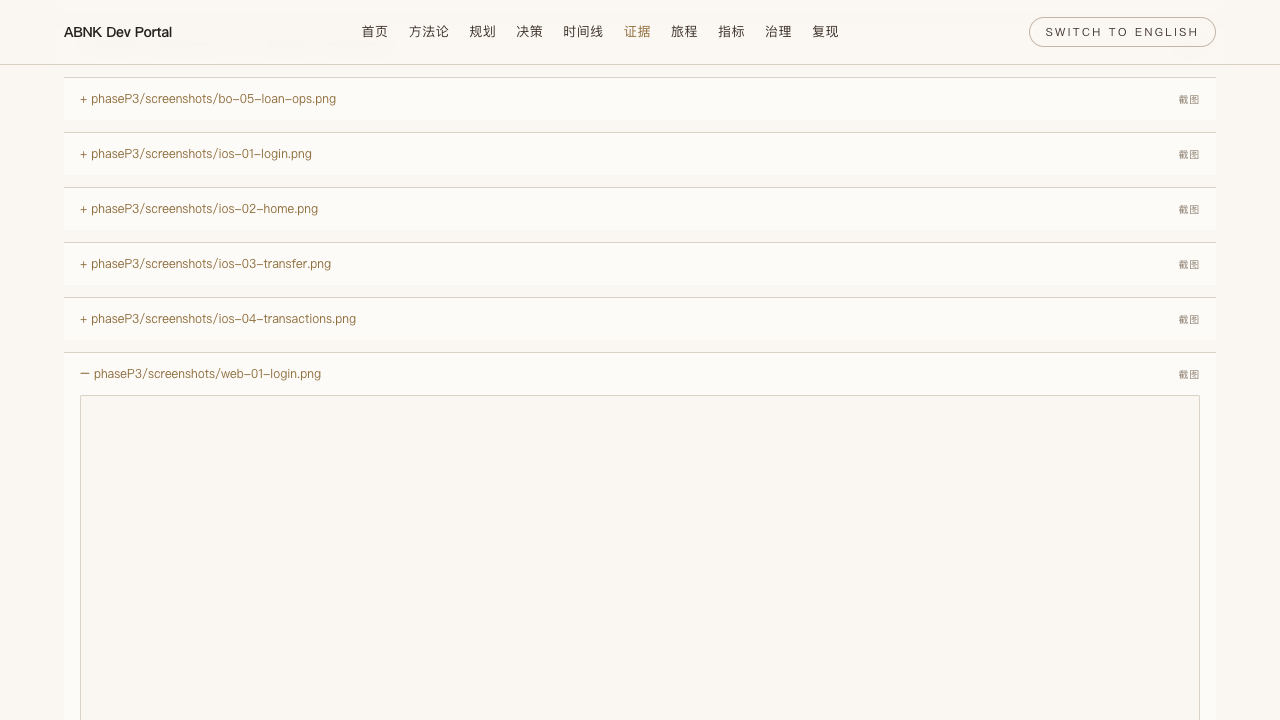 ABNK Dev Portal 首页 方法论 规划 决策 时间线 证据 旅程 指标 治理 复现 SWITCH TO ENGLISH
+ phaseP3/screenshots/bo-05-loan-ops.png 截图
+ phaseP3/screenshots/ios-01-login.png 截图
+ phaseP3/screenshots/ios-02-home.png 截图
+ phaseP3/screenshots/ios-03-transfer.png 截图
+ phaseP3/screenshots/ios-04-transactions.png 截图
— phaseP3/screenshots/web-01-login.png 截图